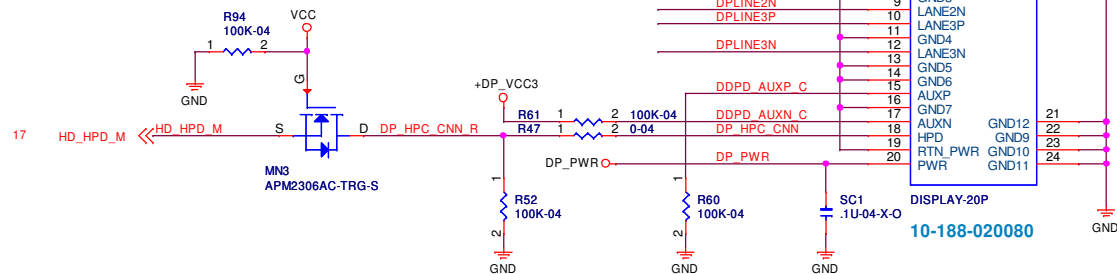 DPLINE2N
9
LANE2N
DPLINE3P
10
LANE3P
11
GND4
DPLINE3N
12
LANE3N
13
GND5
14
GND6
DDPD_AUXP_C
15
AUXP
16
GND7
DDPD_AUXN_C
17
AUXN
DP_HPC_CNN
18
HPD
19
RTN_PWR
DP_PWR
20
PWR
GND12
21
GND9
22
GND10
23
GND11
24
R94
100K-04
1
2
VCC
GND
G
17
HD_HPD_M
HD_HPD_M
S
D
DP_HPC_CNN_R
MN3
APM2306AC-TRG-S
+DP_VCC3
R61
1
2
100K-04
R47
1
2
0-04
DP_PWR
1
R52
100K-04
2
GND
1
R60
100K-04
2
GND
SC1
.1U-04-X-O
GND
DISPLAY-20P
10-188-020080
GND